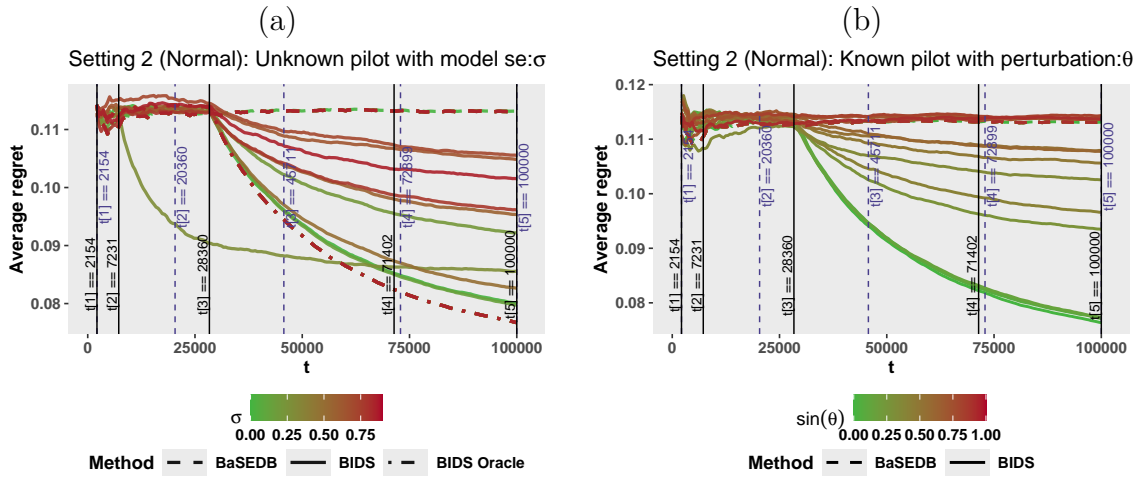 (a)
Setting 2 (Normal): Unknown pilot with model se:σ
Average regret
0.11
0.10
0.09
0.08
t[1] == 2154
t[2] == 20360
t[3] == 45711
t[4] == 72899
t[5] == 100000
t[1] == 2154
t[2] == 7231
t[3] == 28360
t[4] == 71402
t[5] == 100000
0
25000
50000
75000
100000
t
σ
0.00 0.25 0.50 0.75
Method BaSEDB BIDS BIDS Oracle
(b)
Setting 2 (Normal): Known pilot with perturbation:θ
Average regret
0.12
0.11
0.10
0.09
0.08
t[2] == 20360
t[3] == 45711
t[4] == 72899
t[5] == 100000
t[1] == 2154
t[2] == 7231
t[3] == 28360
t[4] == 71402
t[5] == 100000
0
25000
50000
75000
100000
t
sin(θ)
0.00 0.25 0.50 0.75 1.00
Method BaSEDB BIDS